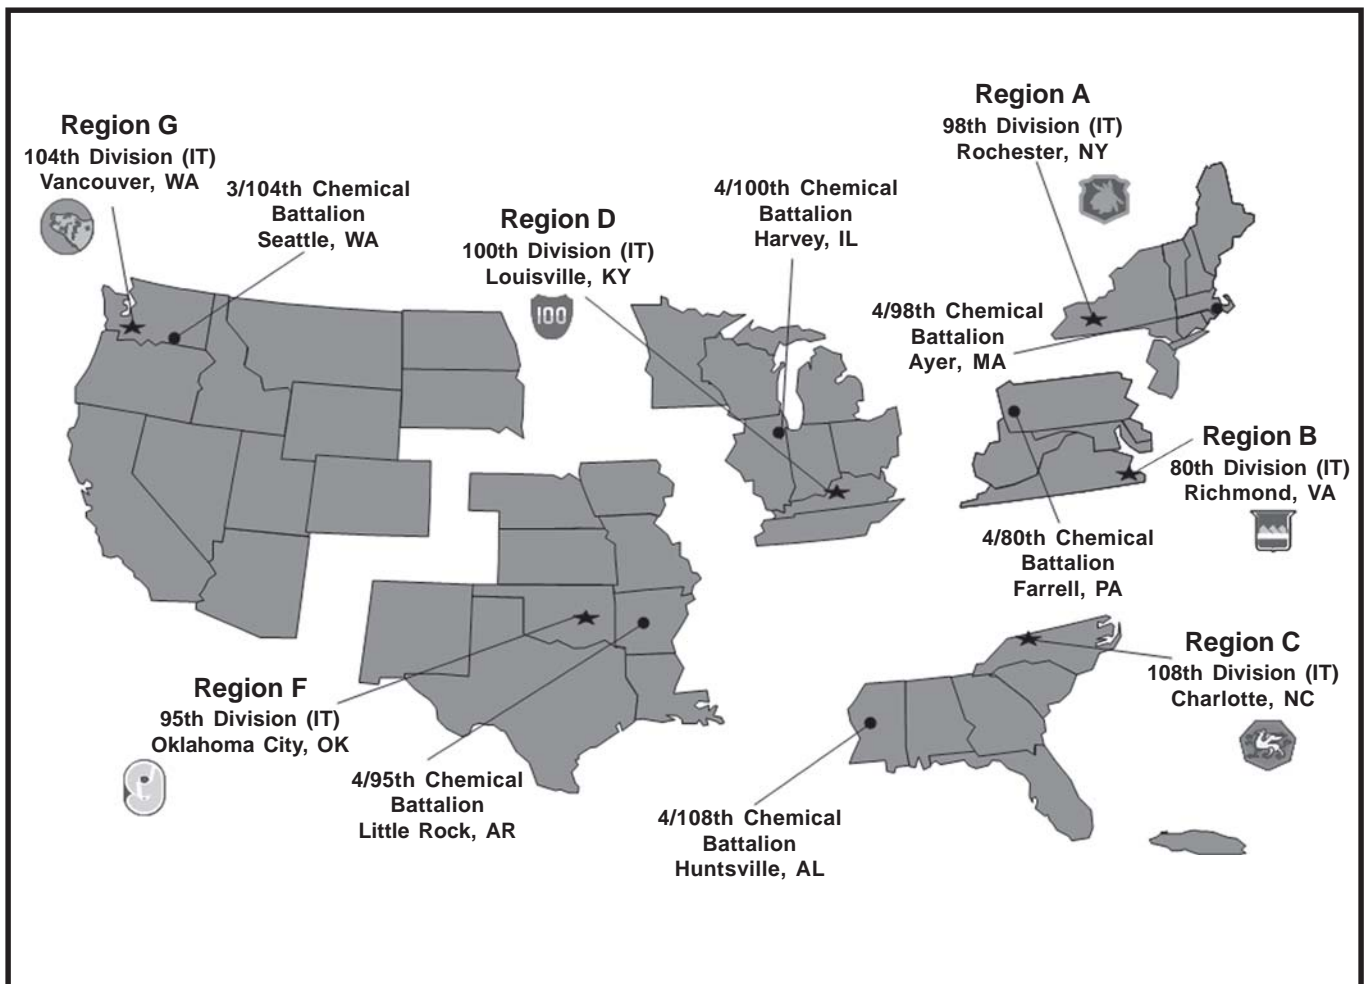 Region A
98th Division (IT)
Rochester, NY
Region G
104th Division (IT)
Vancouver, WA
3/104th Chemical
Battalion
Seattle, WA
Region D
100th Division (IT)
Louisville, KY
100
4/100th Chemical
Battalion
Harvey, IL
4/98th Chemical
Battalion
Ayer, MA
Region B
80th Division (IT)
Richmond, VA
4/80th Chemical
Battalion
Farrell, PA
Region C
108th Division (IT)
Charlotte, NC
Region F
95th Division (IT)
Oklahoma City, OK
4/95th Chemical
Battalion
Little Rock, AR
4/108th Chemical
Battalion
Huntsville, AL